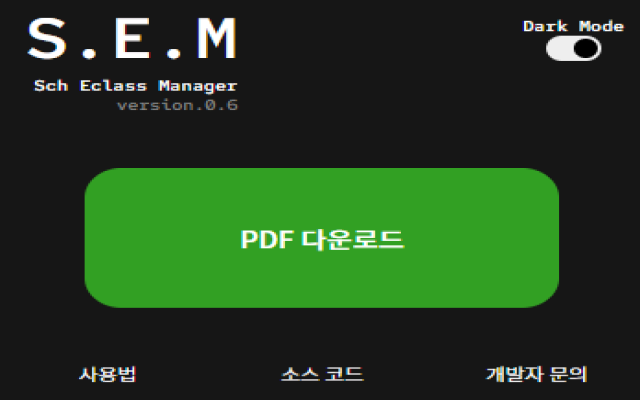 S.E.M
Dark Mode
Sch Eclass Manager
version.0.6
PDF 다운로드
사용법
소스 코드
개발자 문의